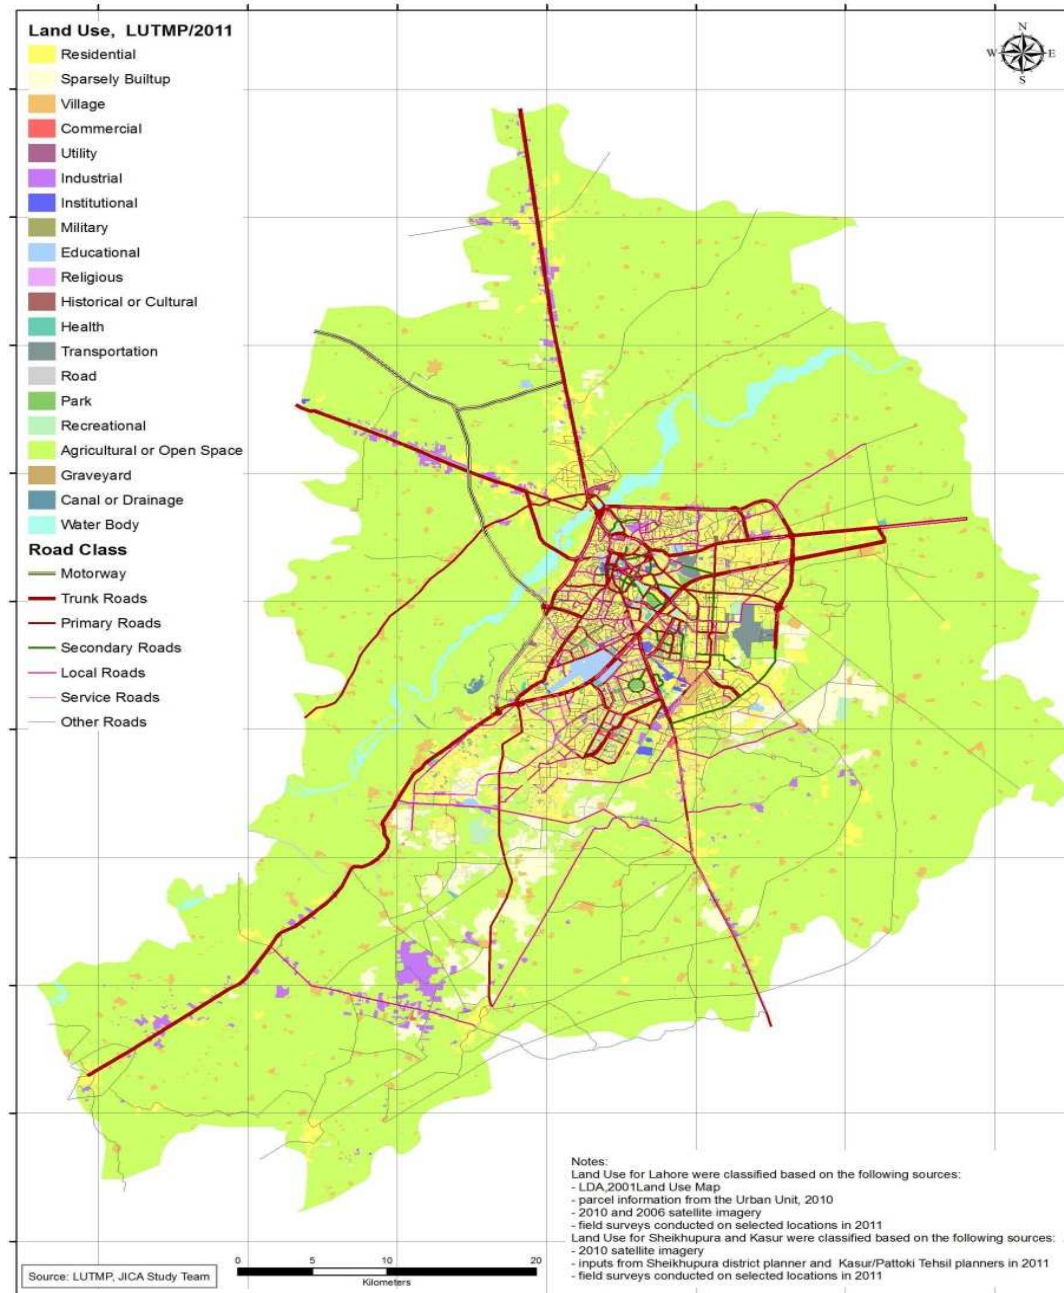 Land Use, LUTMP/2011
Residential
Sparsely Builtup
Village
Commercial
Utility
Industrial
Institutional
Military
Educational
Religious
Historical or Cultural
Health
Transportation
Road
Park
Recreational
Agricultural or Open Space
Graveyard
Canal or Drainage
Water Body
Road Class
Motorway
Trunk Roads
Primary Roads
Secondary Roads
Local Roads
Service Roads
Other Roads
N
W
E
S
Notes:
Land Use for Lahore were classified based on the following sources:
- LDA,2001Land Use Map
- parcel information from the Urban Unit, 2010
- 2010 and 2006 satellite imagery
- field surveys conducted on selected locations in 2011
Land Use for Sheikhupura and Kasur were classified based on the following sources:
- 2010 satellite imagery
- inputs from Sheikhupura district planner and Kasur/Pattoki Tehsil planners in 2011
- field surveys conducted on selected locations in 2011
Source: LUTMP, JICA Study Team
0 5 10 20
Kilometers